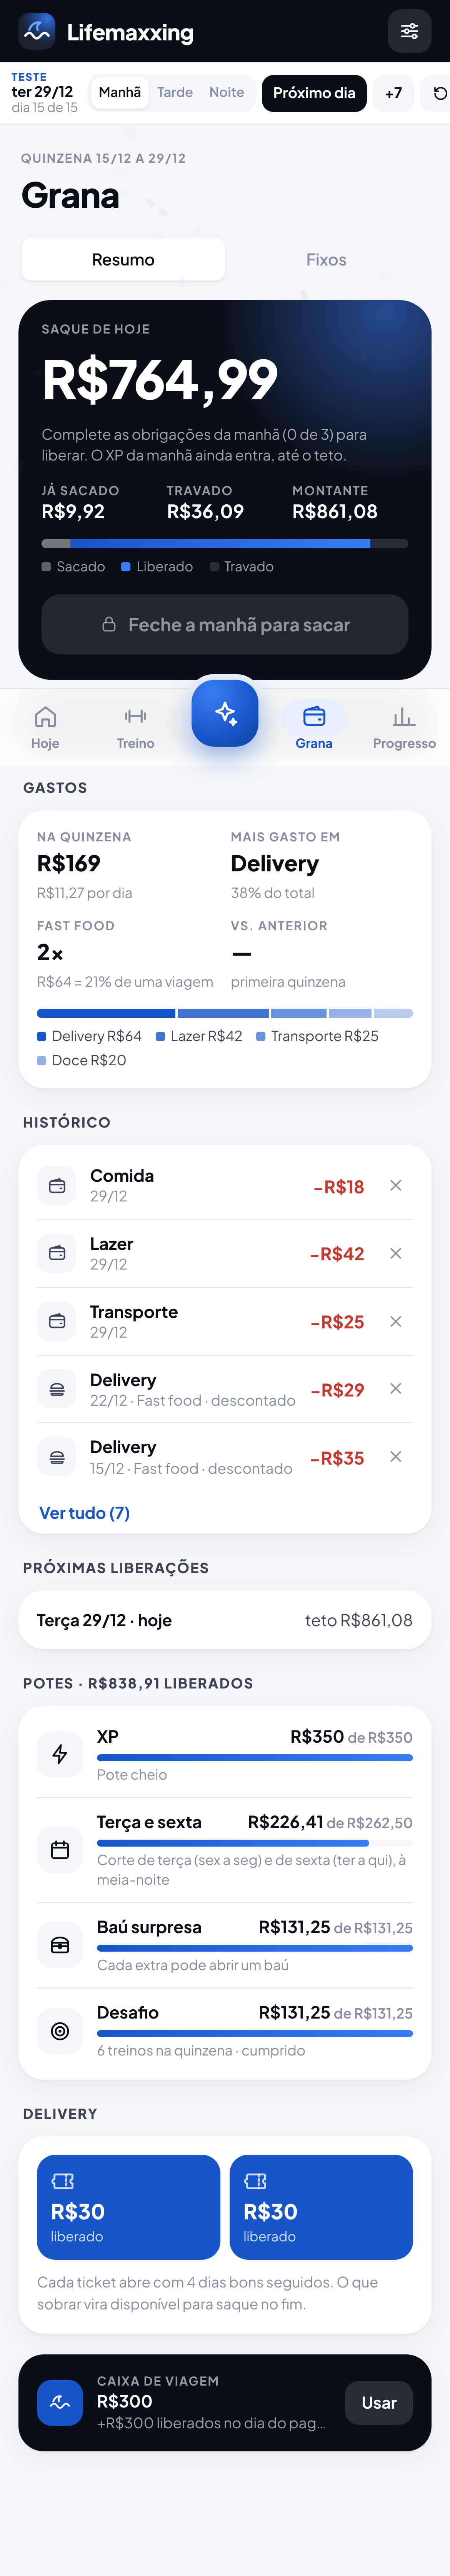 Lifemaxxing
TESTE
ter 29/12
dia 15 de 15
Manhã Tarde Noite
Próximo dia
+7
QUINZENA 15/12 A 29/12
Grana
Resumo Fixos
SAQUE DE HOJE
R$764,99
Complete as obrigações da manhã (0 de 3) para
liberar. O XP da manhã ainda entra, até o teto.
JÁ SACADO TRAVADO MONTANTE
R$9,92 R$36,09 R$861,08
Sacado Liberado Travado
Feche a manhã para sacar
Hoje Treino Grana Progresso
GASTOS
NA QUINZENA MAIS GASTO EM
R$169 Delivery
R$11,27 por dia 38% do total
FAST FOOD VS. ANTERIOR
2× —
R$64 = 21% de uma viagem primeira quinzena
Delivery R$64 Lazer R$42 Transporte R$25
Doce R$20
HISTÓRICO
Comida
29/12
−R$18
Lazer
29/12
−R$42
Transporte
29/12
−R$25
Delivery
22/12 · Fast food · descontado
−R$29
Delivery
15/12 · Fast food · descontado
−R$35
Ver tudo (7)
PRÓXIMAS LIBERAÇÕES
Terça 29/12 · hoje teto R$861,08
POTES · R$838,91 LIBERADOS
XP R$350 de R$350
Pote cheio
Terça e sexta R$226,41 de R$262,50
Corte de terça (sex a seg) e de sexta (ter a qui), à
meia-noite
Baú surpresa R$131,25 de R$131,25
Cada extra pode abrir um baú
Desafio R$131,25 de R$131,25
6 treinos na quinzena · cumprido
DELIVERY
R$30 R$30
liberado liberado
Cada ticket abre com 4 dias bons seguidos. O que
sobrar vira disponível para saque no fim.
CAIXA DE VIAGEM
R$300
+R$300 liberados no dia do pag...
Usar